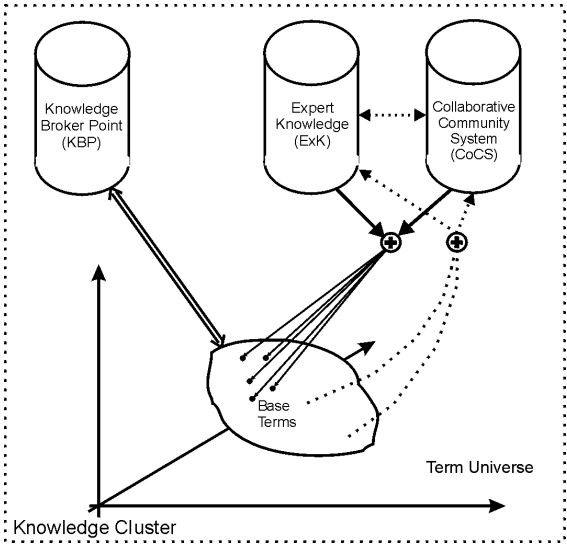 Knowledge
Broker Point
(KBP)
Expert
Knowledge
(ExK)
Collaborative
Community
System
(CoCS)
Base
Terms
Term Universe
Knowledge Cluster